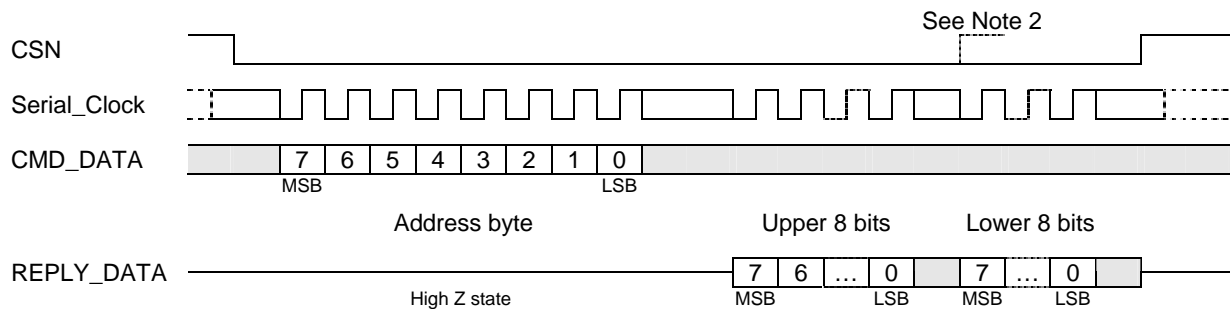 See Note 2
CSN
Serial_Clock
CMD_DATA 7 6 5 4 3 2 1 0
MSB LSB
Address byte Upper 8 bits Lower 8 bits
REPLY_DATA 7 6 ... 0 7 ... 0
High Z state MSB LSB MSB LSB